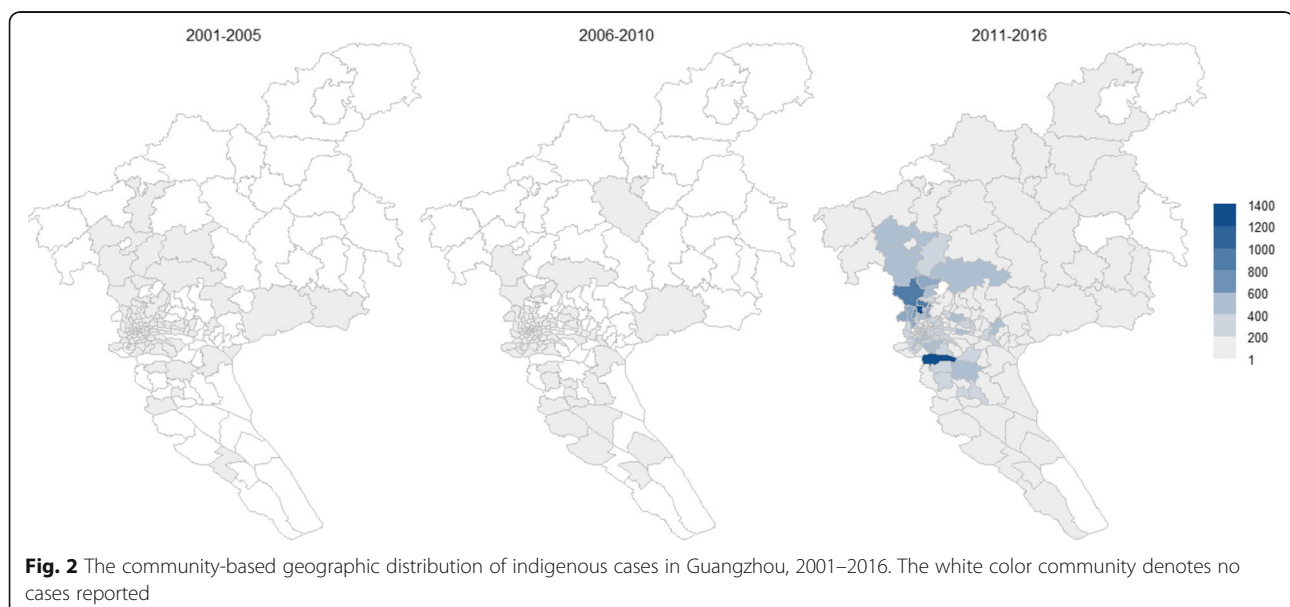 2001-2005 2006-2010 2011-2016
1400
1200
1000
800
600
400
200
1
Fig. 2 The community-based geographic distribution of indigenous cases in Guangzhou, 2001–2016. The white color community denotes no
cases reported